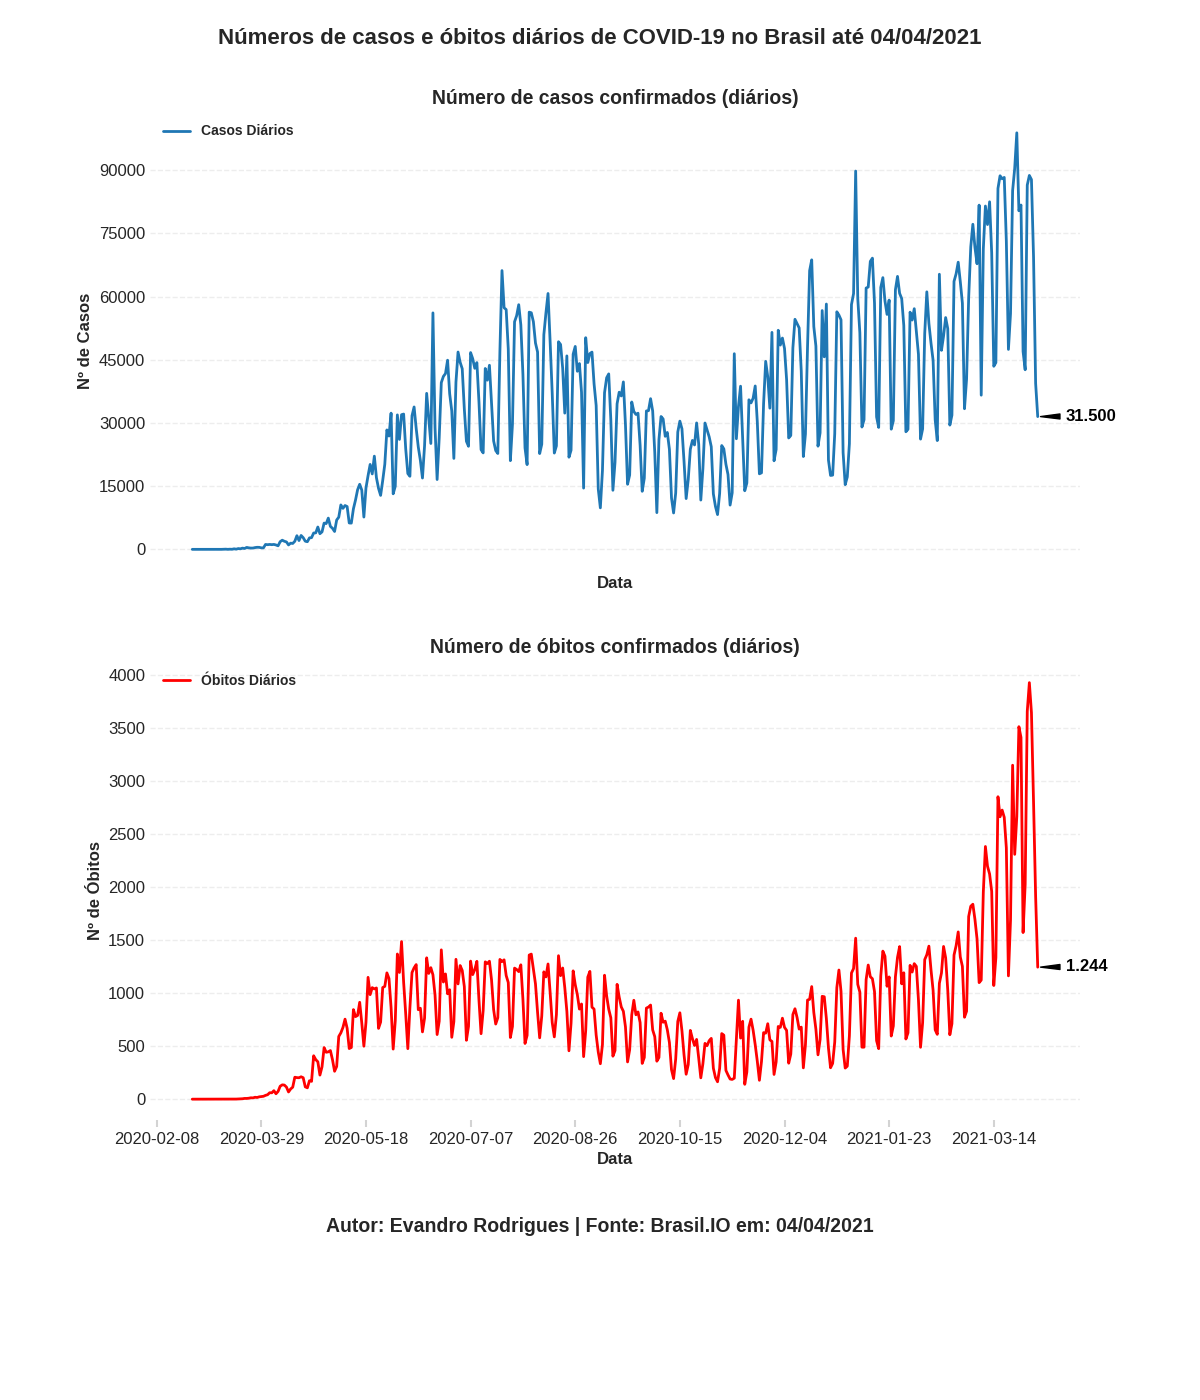 Números de casos e óbitos diários de COVID-19 no Brasil até 04/04/2021
Número de casos confirmados (diários)
Casos Diários
90000
75000
60000
45000
30000
15000
0
Nº de Casos
31.500
Data
Número de óbitos confirmados (diários)
Óbitos Diários
4000
3500
3000
2500
2000
1500
1000
500
0
Nº de Óbitos
1.244
2020-02-08 2020-03-29 2020-05-18 2020-07-07 2020-08-26 2020-10-15 2020-12-04 2021-01-23 2021-03-14
Data
Autor: Evandro Rodrigues | Fonte: Brasil.IO em: 04/04/2021